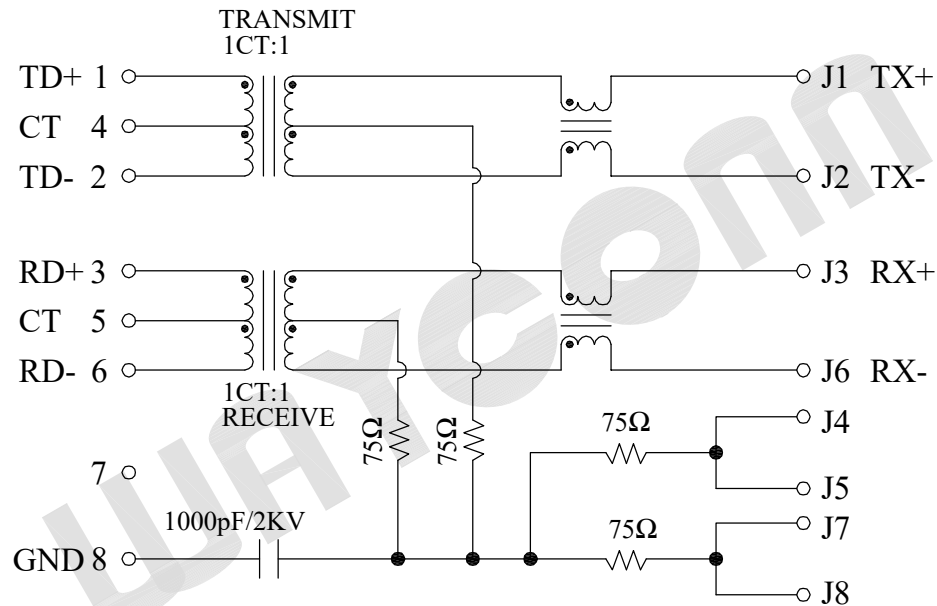 TRANSMIT
1CT:1
TD+ 1
J1 TX+
CT 4
TD- 2
J2 TX-
RD+ 3
J3 RX+
CT 5
RD- 6
J6 RX-
1CT:1
RECEIVE
75Ω
75Ω
75Ω
J4
7
J5
1000pF/2KV
75Ω
J7
GND 8
J8
WAYCONN